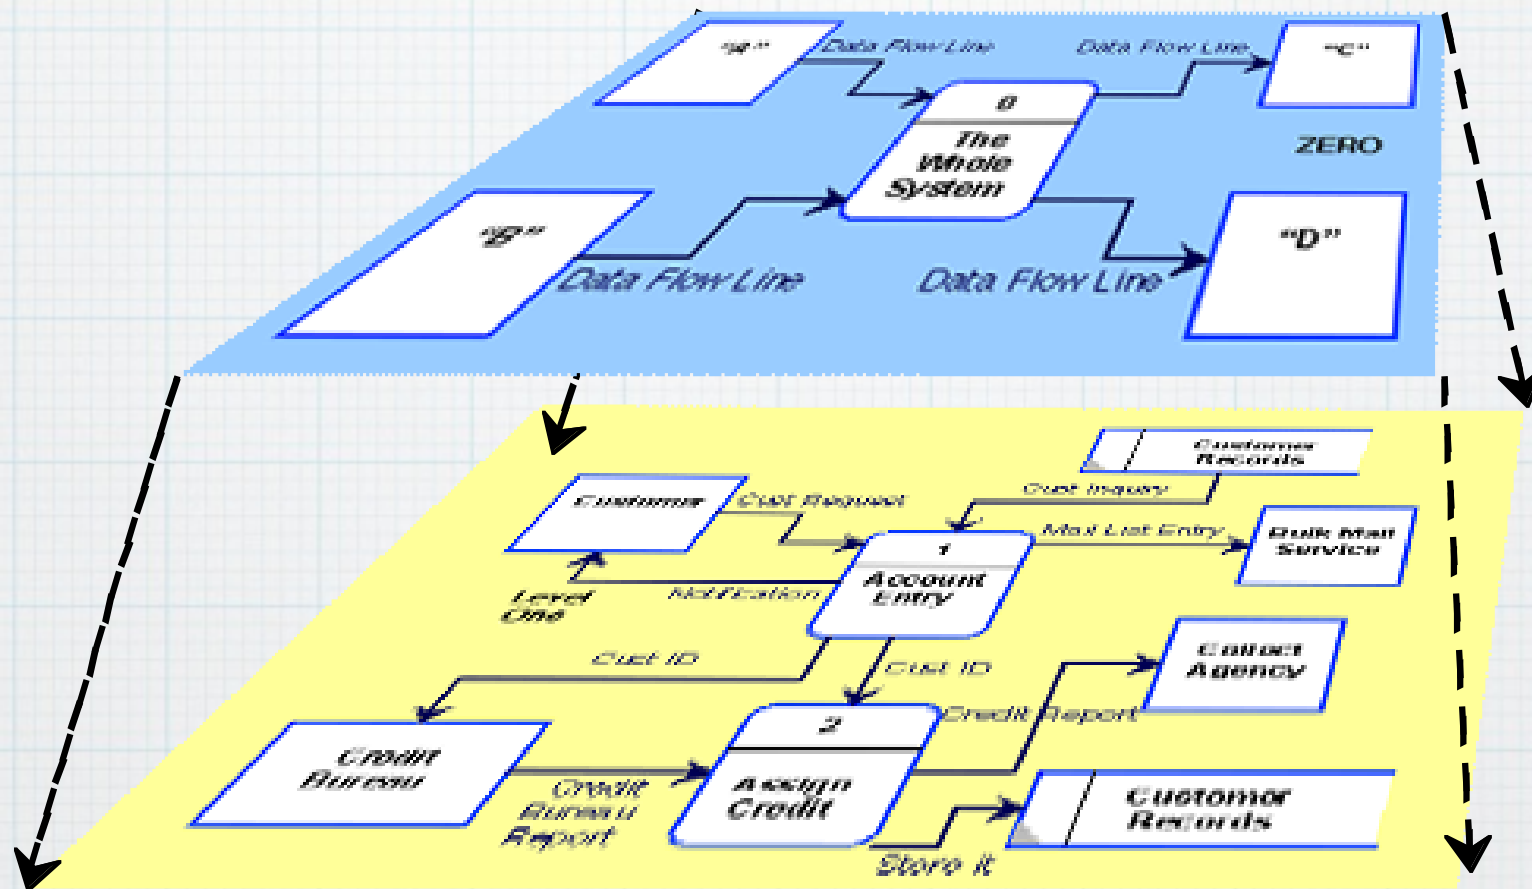 “A”
Data Flow Line
Data Flow Line
“C”
0
The
Whole
System
ZERO
“B”
Data Flow Line
Data Flow Line
“D”
Customer
Records
Customer
Cust Request
Cust Inquiry
Mail List Entry
Bulk Mail
Service
1
Account
Entry
Level
One
Notification
Cust ID
Cust ID
Collect
Agency
Credit Report
2
Assign
Credit
Credit
Bureau
Credit
Bureau
Report
Customer
Records
Store it